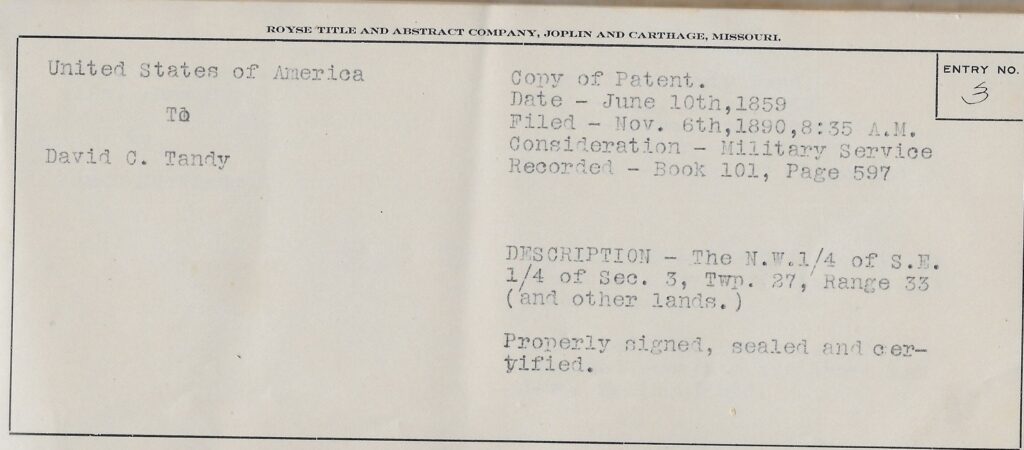 ROYSE TITLE AND ABSTRACT COMPANY, JOPLIN AND CARTHAGE, MISSOURI.
ENTRY NO.
3
United States of America
To
David C. Tandy
Copy of Patent.
Date - June 10th,1859
Filed - Nov. 6th,1890,8:35 A.M.
Consideration - Military Service
Recorded - Book 101, Page 597
DESCRIPTION - The N.W.1/4 of S.E.
1/4 of Sec. 3, Twp. 27, Range 33
(and other lands.)
Properly signed, sealed and cer-
tified.